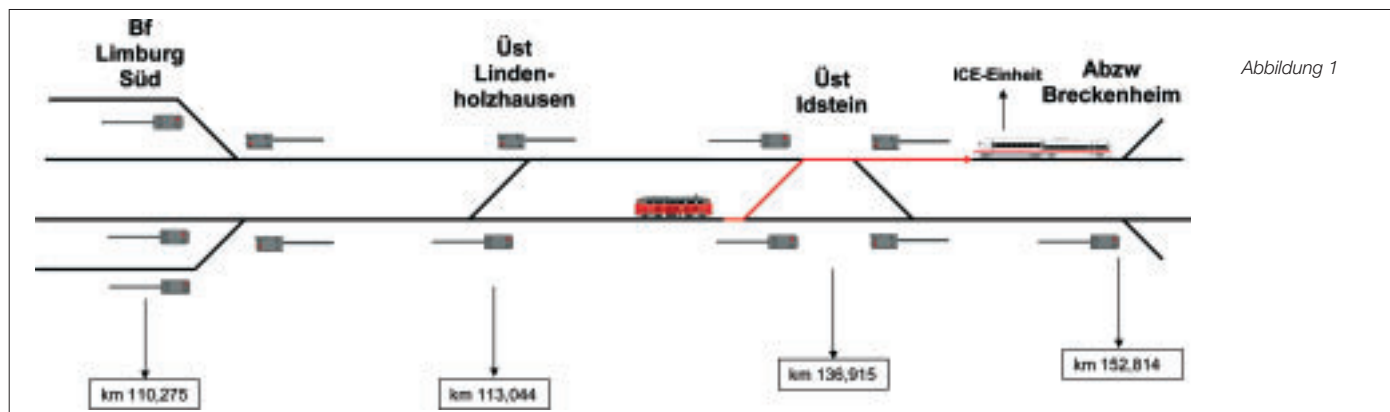 Bf
Limburg
Süd
Üst
Linden-
holzhausen
Üst
Idstein
ICE-Einheit
Abzw
Breckenheim
Abbildung 1
km 110,275
km 113,044
km 136,915
km 152,814